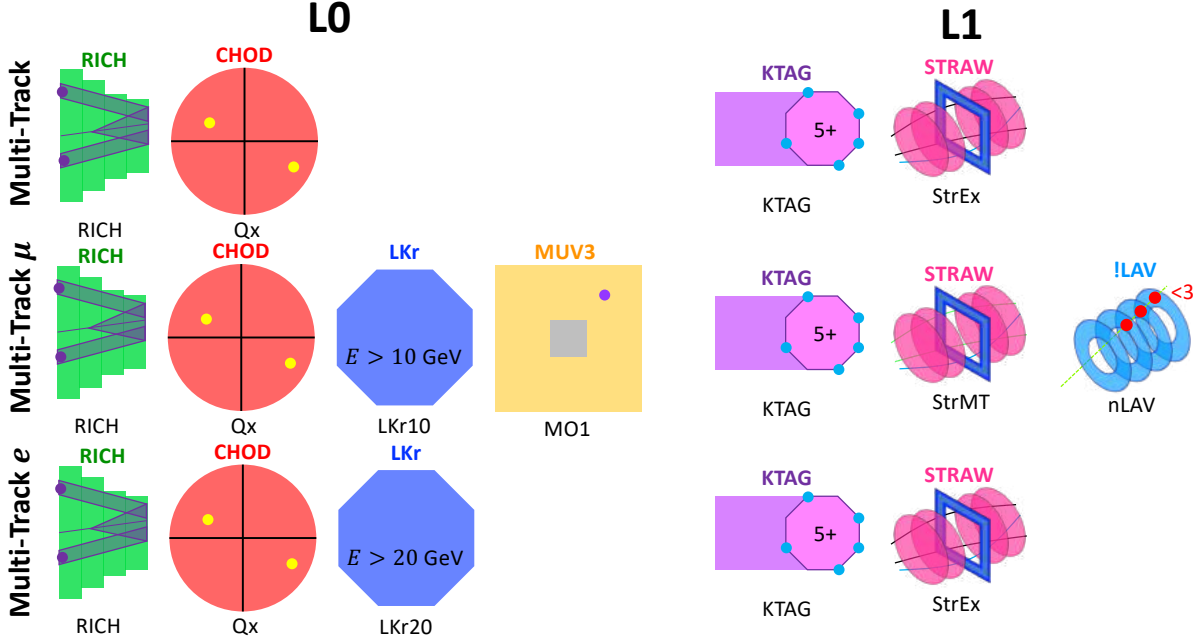 L0
L1
Multi-Track
RICH
CHOD
KTAG
STRAW
5+
RICH
Qx
KTAG
StrEx
Multi-Track μ
RICH
CHOD
LKr
MUV3
KTAG
STRAW
!LAV
<3
E > 10 GeV
5+
RICH
Qx
LKr10
MO1
KTAG
StrMT
nLAV
Multi-Track e
RICH
CHOD
LKr
KTAG
STRAW
E > 20 GeV
5+
RICH
Qx
LKr20
KTAG
StrEx